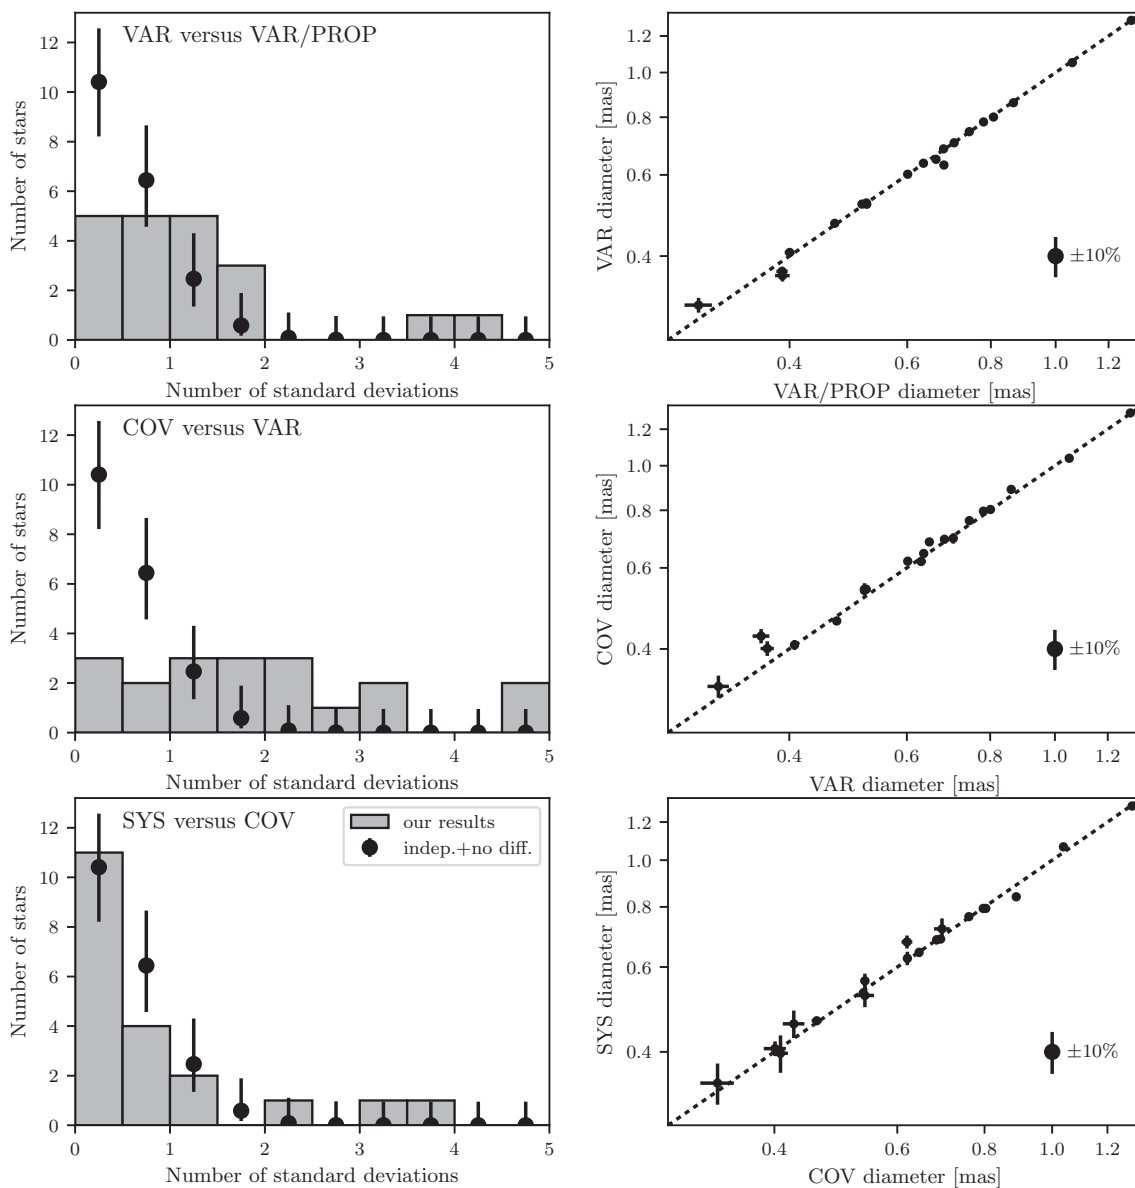 VAR versus VAR/PROP
Number of stars
12
10
8
6
4
2
0
0 1 2 3 4 5
Number of standard deviations
VAR diameter [mas]
1.2
1.0
0.8
0.6
0.4
±10%
0.4 0.6 0.8 1.0 1.2
VAR/PROP diameter [mas]
COV versus VAR
Number of stars
12
10
8
6
4
2
0
0 1 2 3 4 5
Number of standard deviations
COV diameter [mas]
1.2
1.0
0.8
0.6
0.4
±10%
0.4 0.6 0.8 1.0 1.2
VAR diameter [mas]
SYS versus COV
our results
indep.+no diff.
Number of stars
12
10
8
6
4
2
0
0 1 2 3 4 5
Number of standard deviations
SYS diameter [mas]
1.2
1.0
0.8
0.6
0.4
±10%
0.4 0.6 0.8 1.0 1.2
COV diameter [mas]